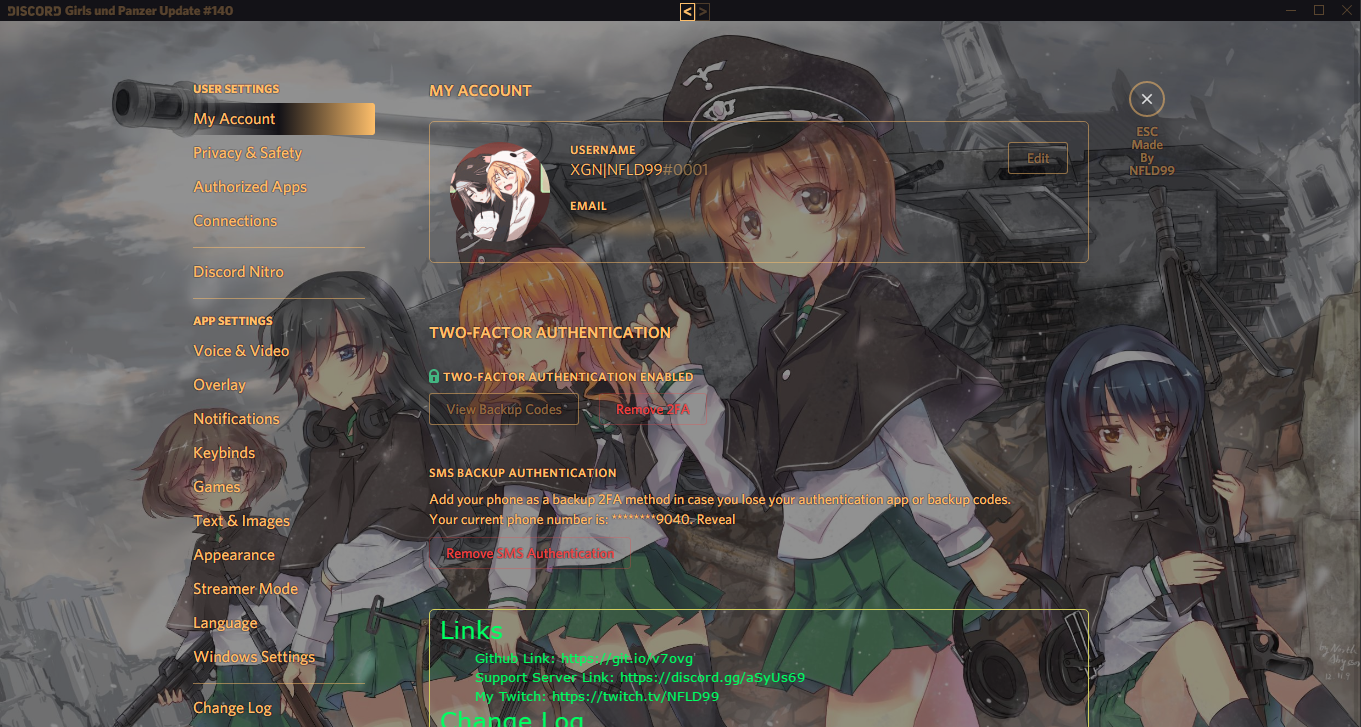 DISCORD Girls und Panzer Update #140
< >
USER SETTINGS
My Account
Privacy & Safety
Authorized Apps
Connections
Discord Nitro
APP SETTINGS
Voice & Video
Overlay
Notifications
Keybinds
Games
Text & Images
Appearance
Streamer Mode
Language
Windows Settings
Change Log
MY ACCOUNT
USERNAME
XGN|NFLD99#0001
EMAIL
Edit
TWO-FACTOR AUTHENTICATION
TWO-FACTOR AUTHENTICATION ENABLED
View Backup Codes
Remove 2FA
SMS BACKUP AUTHENTICATION
Add your phone as a backup 2FA method in case you lose your authentication app or backup codes.
Your current phone number is: ********9040. Reveal
Remove SMS Authentication
Links
Github Link: https://git.io/v7ovg
Support Server Link: https://discord.gg/aSyUs69
My Twitch: https://twitch.tv/NFLD99
Change Log
ESC
Made
By
NFLD99